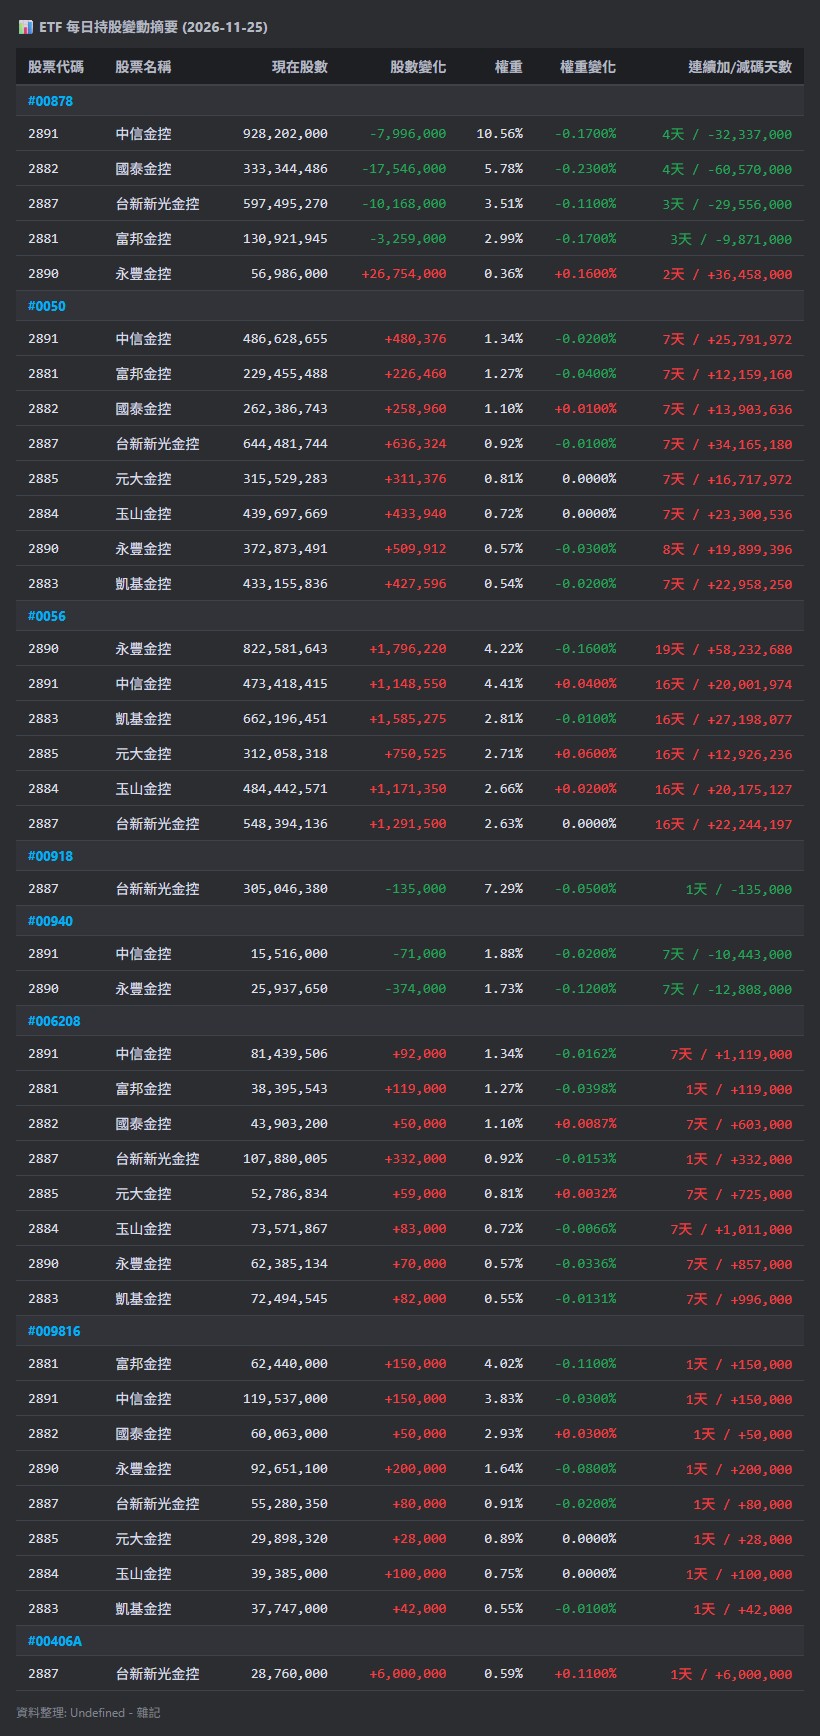 📊 ETF 每日持股變動摘要 (2026-11-25)
股票代碼 股票名稱 現在股數 股數變化 權重 權重變化 連續加/減碼天數
#00878
2891 中信金控 928,202,000 -7,996,000 10.56% -0.1700% 4天 / -32,337,000
2882 國泰金控 333,344,486 -17,546,000 5.78% -0.2300% 4天 / -60,570,000
2887 台新新光金控 597,495,270 -10,168,000 3.51% -0.1100% 3天 / -29,556,000
2881 富邦金控 130,921,945 -3,259,000 2.99% -0.1700% 3天 / -9,871,000
2890 永豐金控 56,986,000 +26,754,000 0.36% +0.1600% 2天 / +36,458,000
#0050
2891 中信金控 486,628,655 +480,376 1.34% -0.0200% 7天 / +25,791,972
2881 富邦金控 229,455,488 +226,460 1.27% -0.0400% 7天 / +12,159,160
2882 國泰金控 262,386,743 +258,960 1.10% +0.0100% 7天 / +13,903,636
2887 台新新光金控 644,481,744 +636,324 0.92% -0.0100% 7天 / +34,165,180
2885 元大金控 315,529,283 +311,376 0.81% 0.0000% 7天 / +16,717,972
2884 玉山金控 439,697,669 +433,940 0.72% 0.0000% 7天 / +23,300,536
2890 永豐金控 372,873,491 +509,912 0.57% -0.0300% 8天 / +19,899,396
2883 凱基金控 433,155,836 +427,596 0.54% -0.0200% 7天 / +22,958,250
#0056
2890 永豐金控 822,581,643 +1,796,220 4.22% -0.1600% 19天 / +58,232,680
2891 中信金控 473,418,415 +1,148,550 4.41% +0.0400% 16天 / +20,001,974
2883 凱基金控 662,196,451 +1,585,275 2.81% -0.0100% 16天 / +27,198,077
2885 元大金控 312,058,318 +750,525 2.71% +0.0600% 16天 / +12,926,236
2884 玉山金控 484,442,571 +1,171,350 2.66% +0.0200% 16天 / +20,175,127
2887 台新新光金控 548,394,136 +1,291,500 2.63% 0.0000% 16天 / +22,244,197
#00918
2887 台新新光金控 305,046,380 -135,000 7.29% -0.0500% 1天 / -135,000
#00940
2891 中信金控 15,516,000 -71,000 1.88% -0.0200% 7天 / -10,443,000
2890 永豐金控 25,937,650 -374,000 1.73% -0.1200% 7天 / -12,808,000
#006208
2891 中信金控 81,439,506 +92,000 1.34% -0.0162% 7天 / +1,119,000
2881 富邦金控 38,395,543 +119,000 1.27% -0.0398% 1天 / +119,000
2882 國泰金控 43,903,200 +50,000 1.10% +0.0087% 7天 / +603,000
2887 台新新光金控 107,880,005 +332,000 0.92% -0.0153% 1天 / +332,000
2885 元大金控 52,786,834 +59,000 0.81% +0.0032% 7天 / +725,000
2884 玉山金控 73,571,867 +83,000 0.72% -0.0066% 7天 / +1,011,000
2890 永豐金控 62,385,134 +70,000 0.57% -0.0336% 7天 / +857,000
2883 凱基金控 72,494,545 +82,000 0.55% -0.0131% 7天 / +996,000
#009816
2881 富邦金控 62,440,000 +150,000 4.02% -0.1100% 1天 / +150,000
2891 中信金控 119,537,000 +150,000 3.83% -0.0300% 1天 / +150,000
2882 國泰金控 60,063,000 +50,000 2.93% +0.0300% 1天 / +50,000
2890 永豐金控 92,651,100 +200,000 1.64% -0.0800% 1天 / +200,000
2887 台新新光金控 55,280,350 +80,000 0.91% -0.0200% 1天 / +80,000
2885 元大金控 29,898,320 +28,000 0.89% 0.0000% 1天 / +28,000
2884 玉山金控 39,385,000 +100,000 0.75% 0.0000% 1天 / +100,000
2883 凱基金控 37,747,000 +42,000 0.55% -0.0100% 1天 / +42,000
#00406A
2887 台新新光金控 28,760,000 +6,000,000 0.59% +0.1100% 1天 / +6,000,000
資料整理: Undefined - 雜記